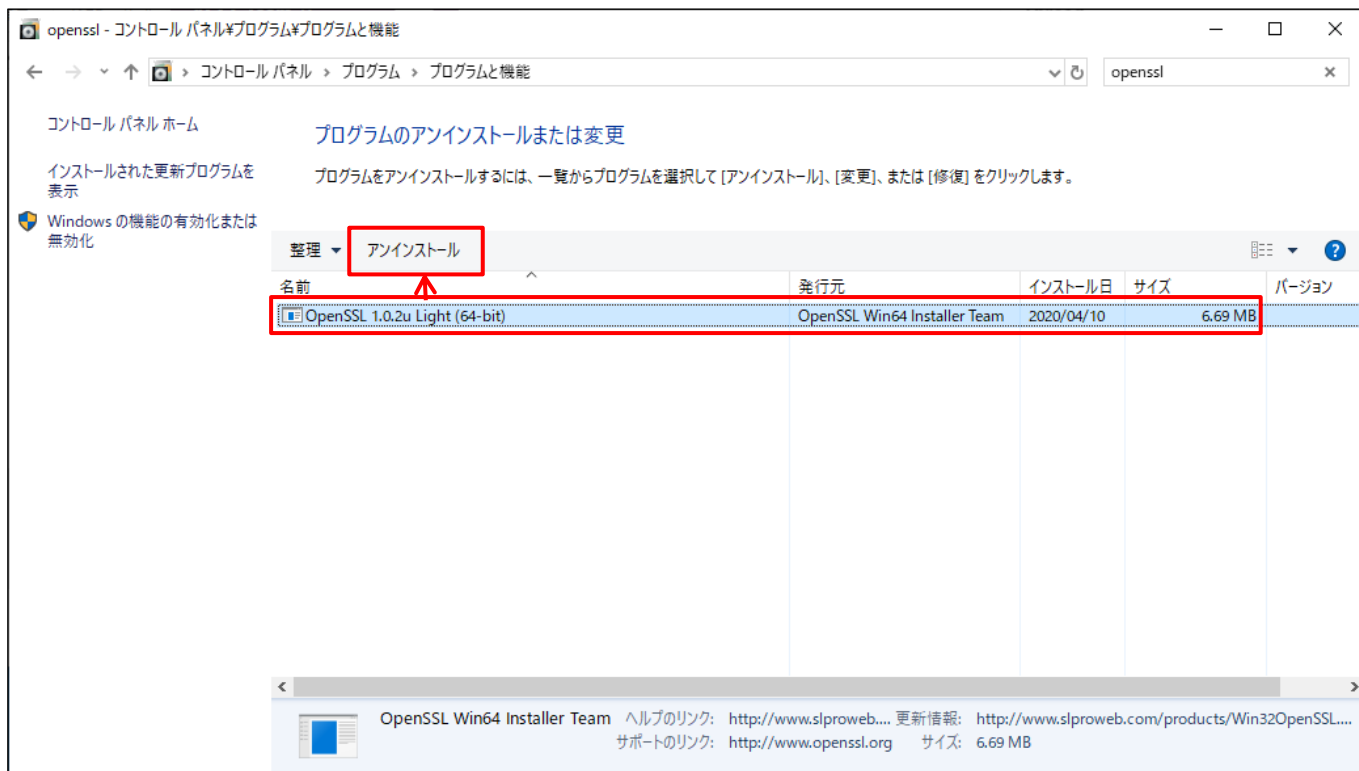 openssl - コントロール パネル¥プログラム¥プログラムと機能
コントロール パネル › プログラム › プログラムと機能
openssl
コントロール パネル ホーム
インストールされた更新プログラムを
表示
Windows の機能の有効化または
無効化
プログラムのアンインストールまたは変更
プログラムをアンインストールするには、一覧からプログラムを選択して [アンインストール]、[変更]、または [修復] をクリックします。
整理 アンインストール
名前 発行元 インストール日 サイズ バージョン
OpenSSL 1.0.2u Light (64-bit) OpenSSL Win64 Installer Team 2020/04/10 6.69 MB
OpenSSL Win64 Installer Team ヘルプのリンク: http://www.slproweb.... 更新情報: http://www.slproweb.com/products/Win32OpenSSL....
サポートのリンク: http://www.openssl.org サイズ: 6.69 MB